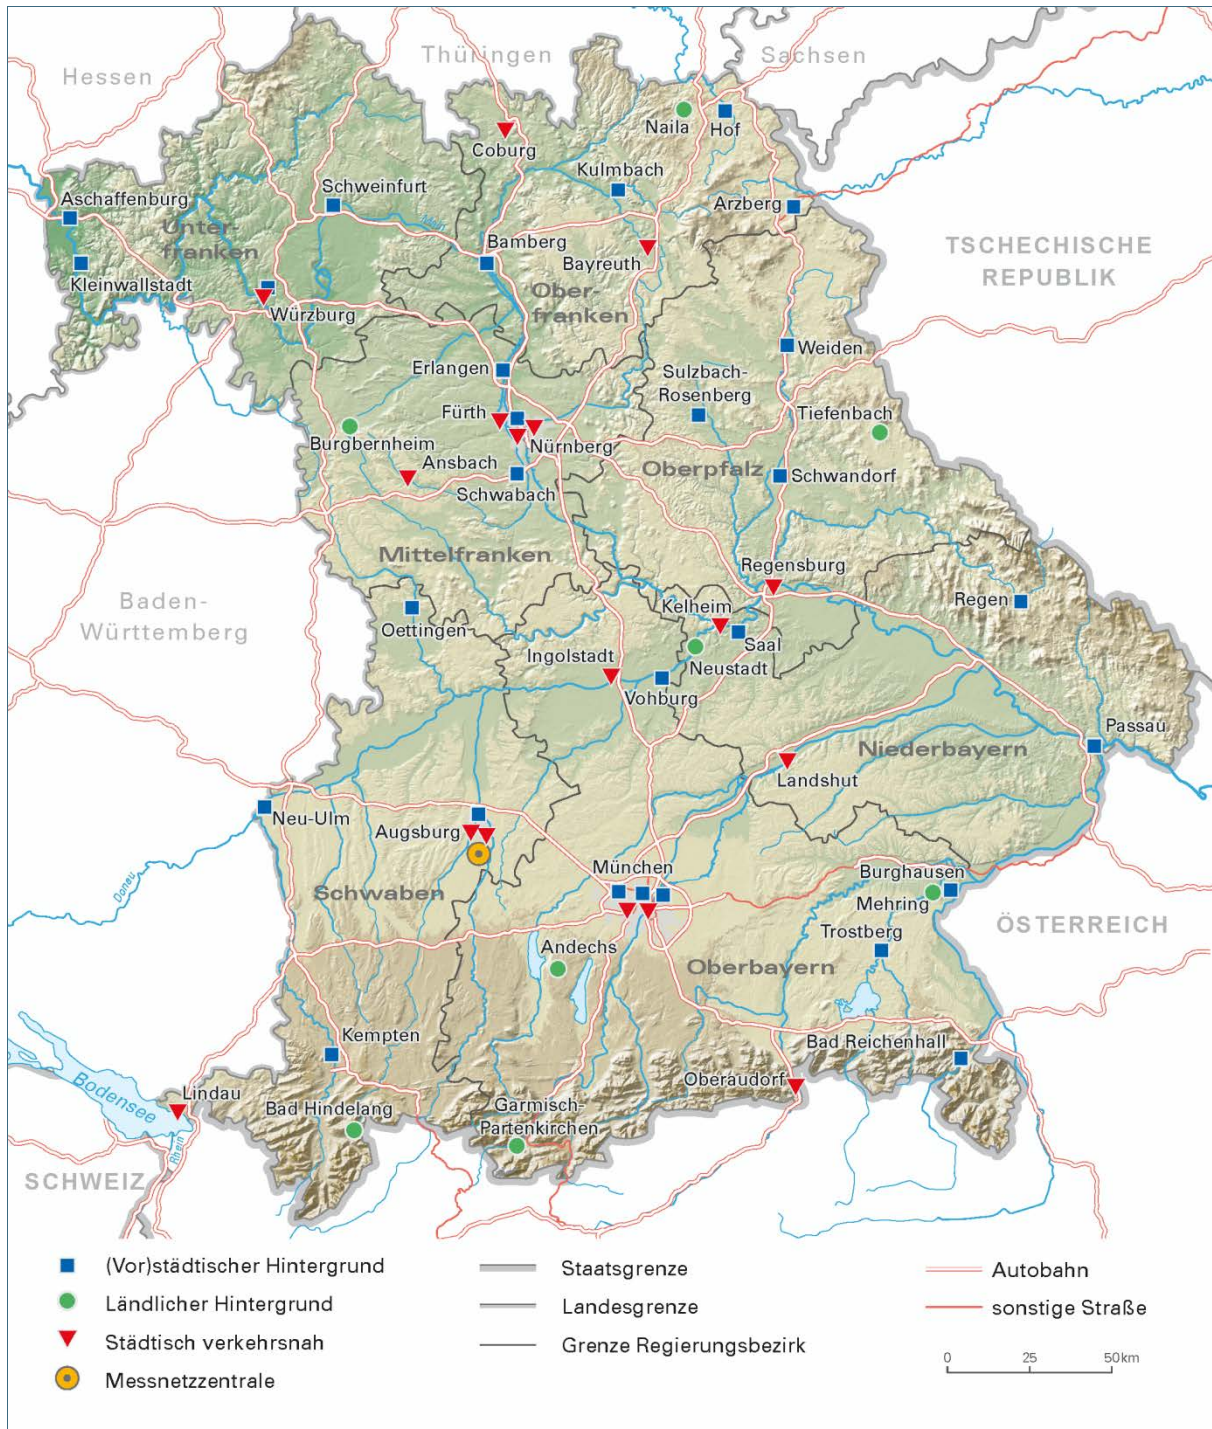 Thüringen
Sachsen
Hessen
Naila
Hof
Coburg
Kulmbach
Schweinfurt
Aschaffenburg
Arzberg
Unter-
franken
Main
Bamberg
Bayreuth
TSCHECHISCHE
REPUBLIK
Kleinwallstadt
Ober-
franken
Würzburg
Weiden
Erlangen
Sulzbach-
Rosenberg
Fürth
Tiefenbach
Burgbernheim
Nürnberg
Ansbach
Oberpfalz
Schwandorf
Schwabach
Mittelfranken
Regensburg
Baden-
Württemberg
Kelheim
Regen
Oettingen
Saal
Ingolstadt
Neustadt
Vohburg
Passau
Niederbayern
Landshut
Neu-Ulm
Augsburg
Donau
München
Burghausen
Schwaben
Mehring
ÖSTERREICH
Trostberg
Andechs
Oberbayern
Kempten
Bad Reichenhall
Oberaudorf
Bodensee
Lindau
Bad Hindelang
Garmisch-
Partenkirchen
Rhein
SCHWEIZ
(Vor)städtischer Hintergrund
Ländlicher Hintergrund
Städtisch verkehrsnah
Messnetzzentrale
Staatsgrenze
Landesgrenze
Grenze Regierungsbezirk
Autobahn
sonstige Straße
0 25 50 km